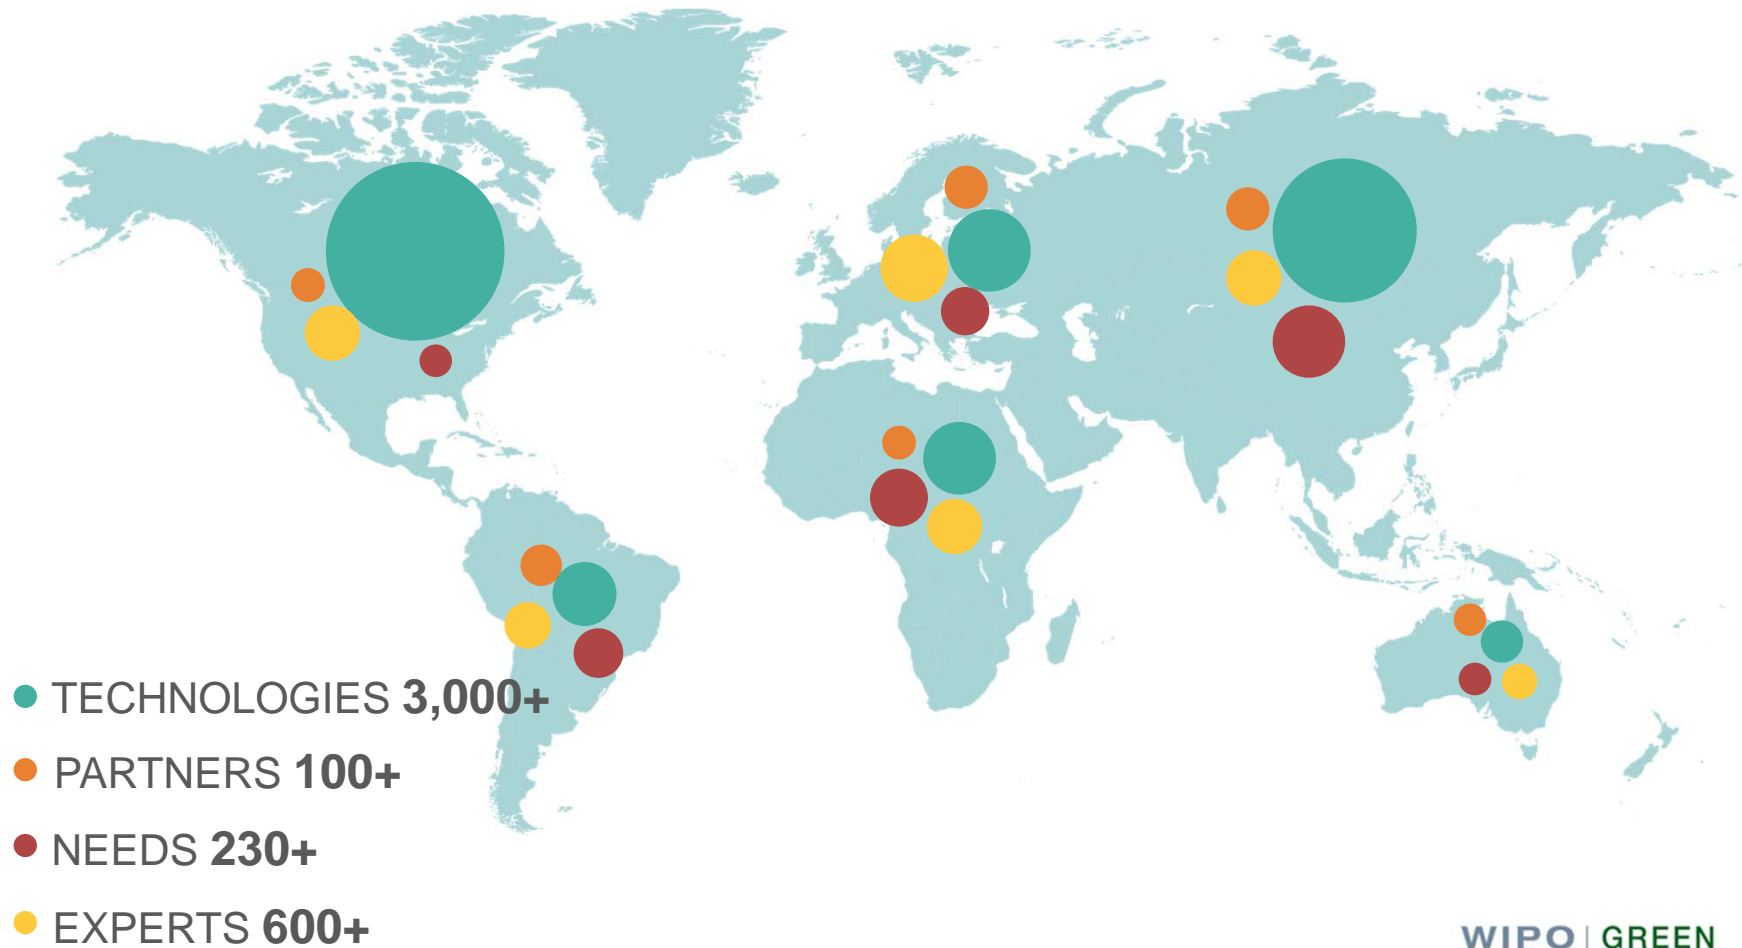 TECHNOLOGIES 3,000+
PARTNERS 100+
NEEDS 230+
EXPERTS 600+
WIPO | GREEN